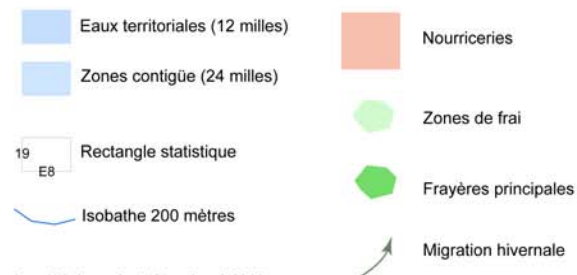 Eaux territoriales (12 milles)
Zones contigüe (24 milles)
19
E8
Rectangle statistique
Isobathe 200 mètres
Nourriceries
Zones de frai
Frayères principales
Migration hivernale